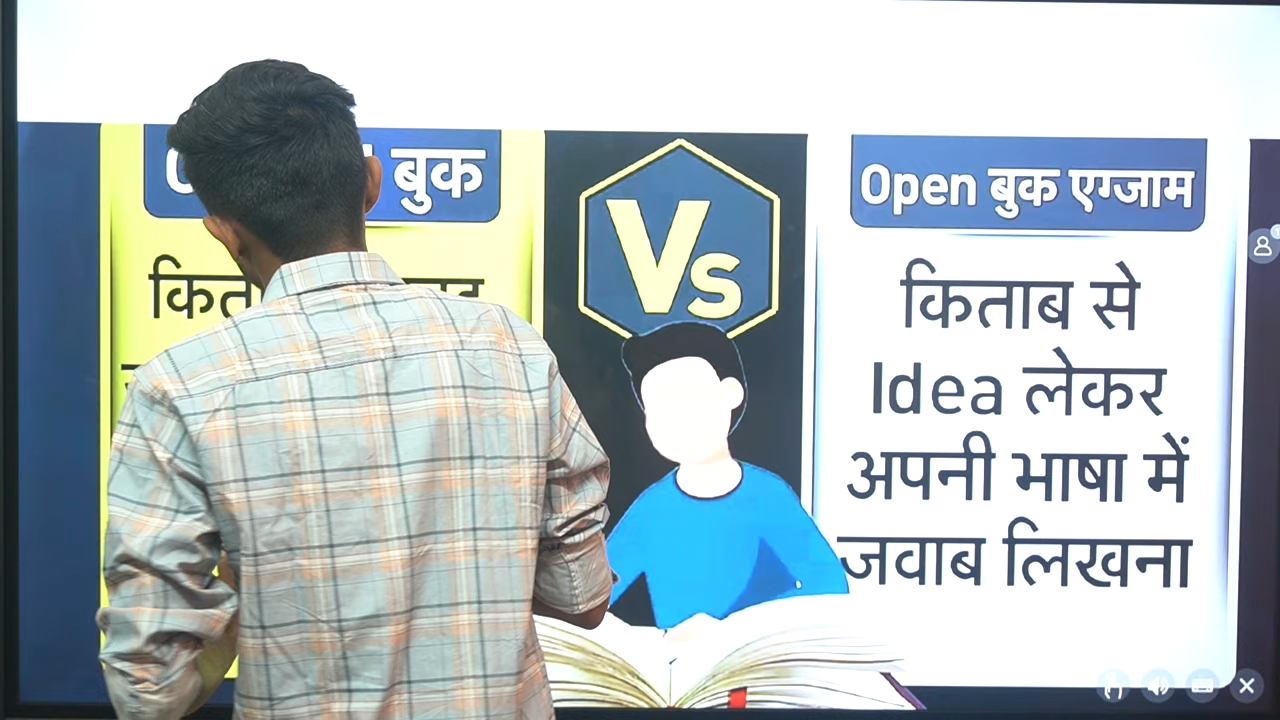 बुक
Vs
Open बुक एग्जाम
किताब से
Idea लेकर
अपनी भाषा में
जवाब लिखना